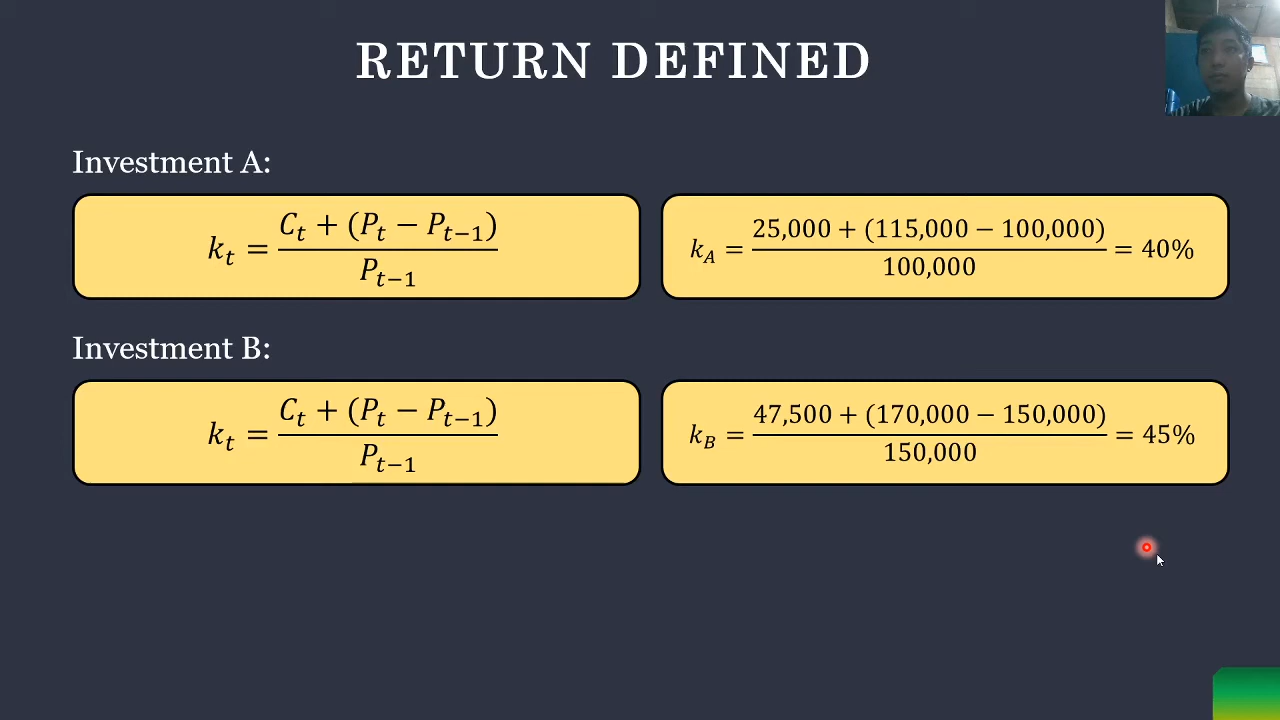 RETURN DEFINED
Investment A:
k_t = (C_t + (P_t − P_{t−1})) / P_{t−1}
k_A = (25,000 + (115,000 − 100,000)) / 100,000 = 40%
Investment B:
k_t = (C_t + (P_t − P_{t−1})) / P_{t−1}
k_B = (47,500 + (170,000 − 150,000)) / 150,000 = 45%